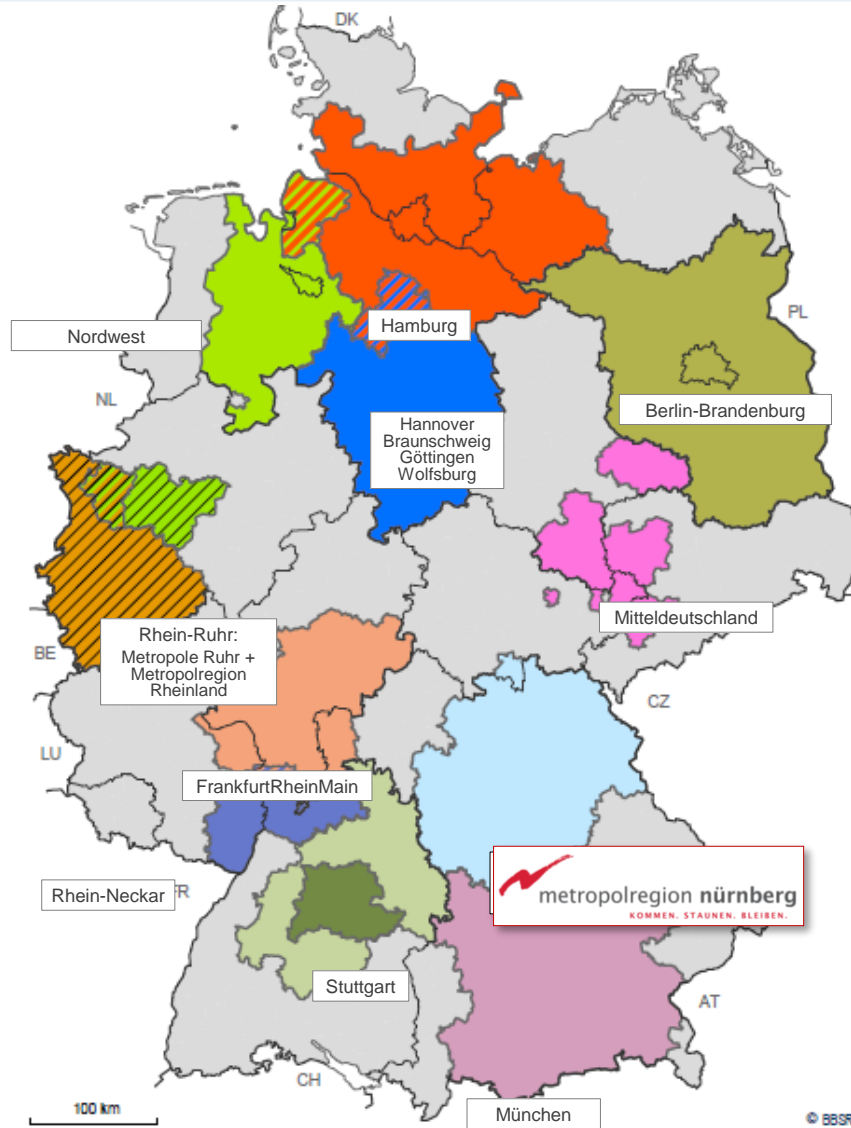 DK
PL
Nordwest
Hamburg
NL
Berlin-Brandenburg
Hannover
Braunschweig
Göttingen
Wolfsburg
Mitteldeutschland
Rhein-Ruhr:
Metropole Ruhr +
Metropolregion
Rheinland
BE
CZ
LU
FrankfurtRheinMain
Rhein-Neckar
FR
metropolregion nürnberg
KOMMEN. STAUNEN. BLEIBEN.
Stuttgart
AT
CH
100 km
München
© BBSR